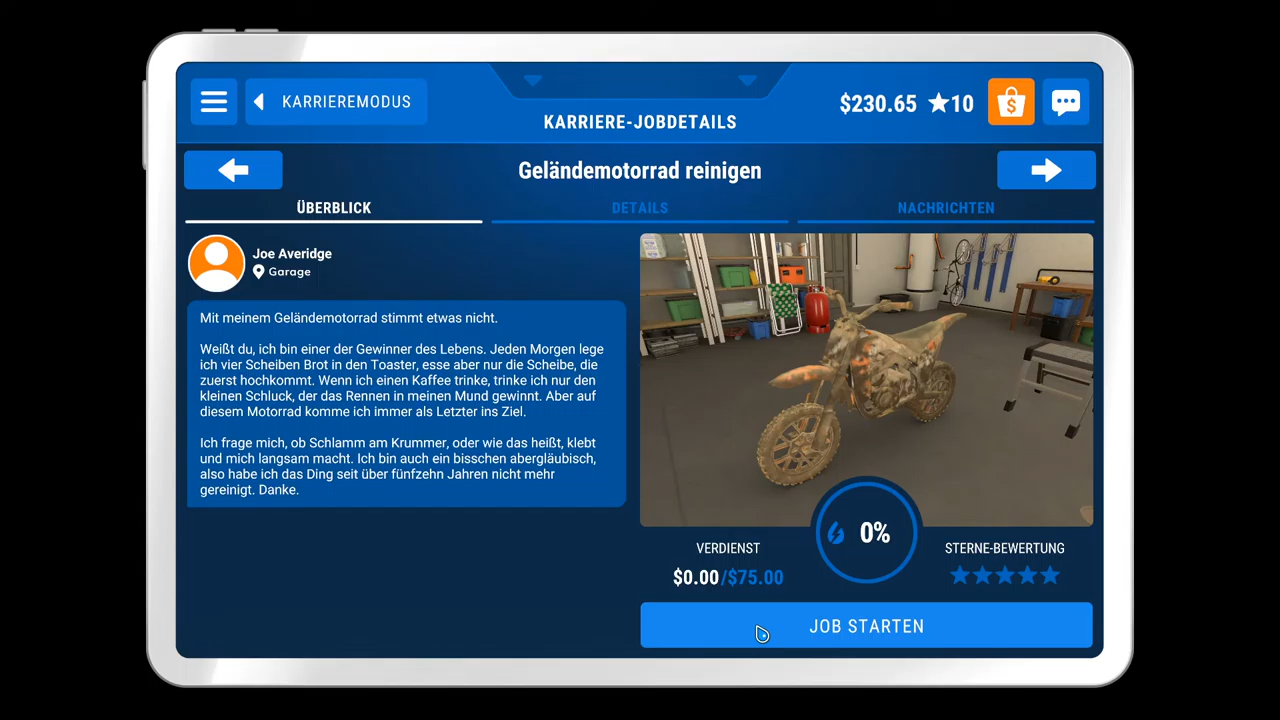 KARRIEREMODUS
$230.65 ★10
KARRIERE-JOBDETAILS
Geländemotorrad reinigen
ÜBERBLICK
DETAILS
NACHRICHTEN
Joe Averidge
Garage
Mit meinem Geländemotorrad stimmt etwas nicht.
Weißt du, ich bin einer der Gewinner des Lebens. Jeden Morgen lege
ich vier Scheiben Brot in den Toaster, esse aber nur die Scheibe, die
zuerst hochkommt. Wenn ich einen Kaffee trinke, trinke ich nur den
kleinen Schluck, der das Rennen in meinen Mund gewinnt. Aber auf
diesem Motorrad komme ich immer als Letzter ins Ziel.
Ich frage mich, ob Schlamm am Krummer, oder wie das heißt, klebt
und mich langsam macht. Ich bin auch ein bisschen abergläubisch,
also habe ich das Ding seit über fünfzehn Jahren nicht mehr
gereinigt. Danke.
VERDIENST
$0.00/$75.00
0%
STERNE-BEWERTUNG
JOB STARTEN